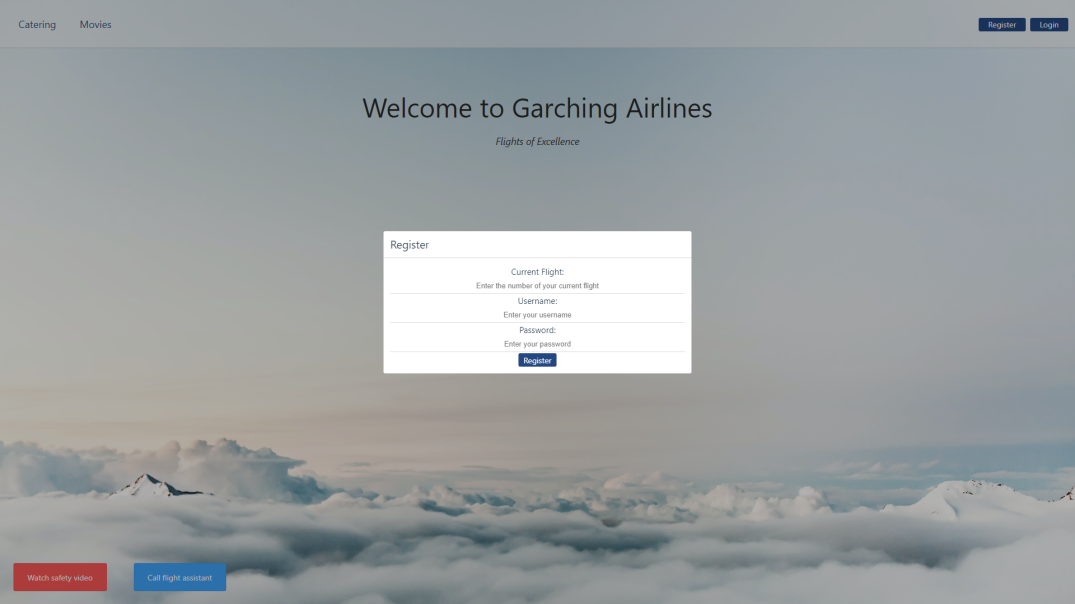 Catering Movies Register Login
Welcome to Garching Airlines
Flights of Excellence
Register
Current Flight:
Enter the number of your current flight
Username:
Enter your username
Password:
Enter your password
Register
Watch safety video Call flight assistant